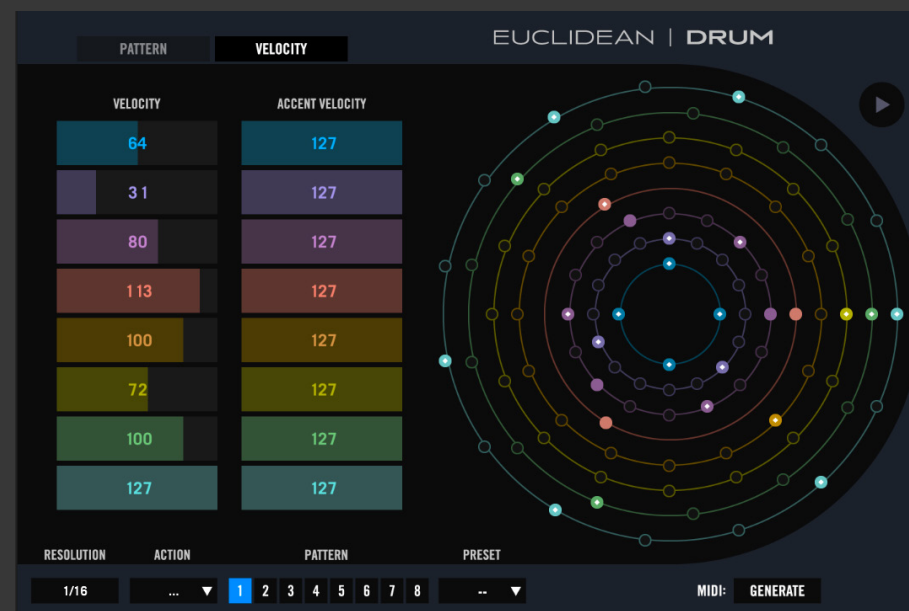 EUCLIDEAN | DRUM
PATTERN VELOCITY
VELOCITY ACCENT VELOCITY
64 127
31 127
80 127
113 127
100 127
72 127
100 127
127 127
RESOLUTION ACTION PATTERN PRESET
1/16 ... 1 2 3 4 5 6 7 8 -- MIDI: GENERATE